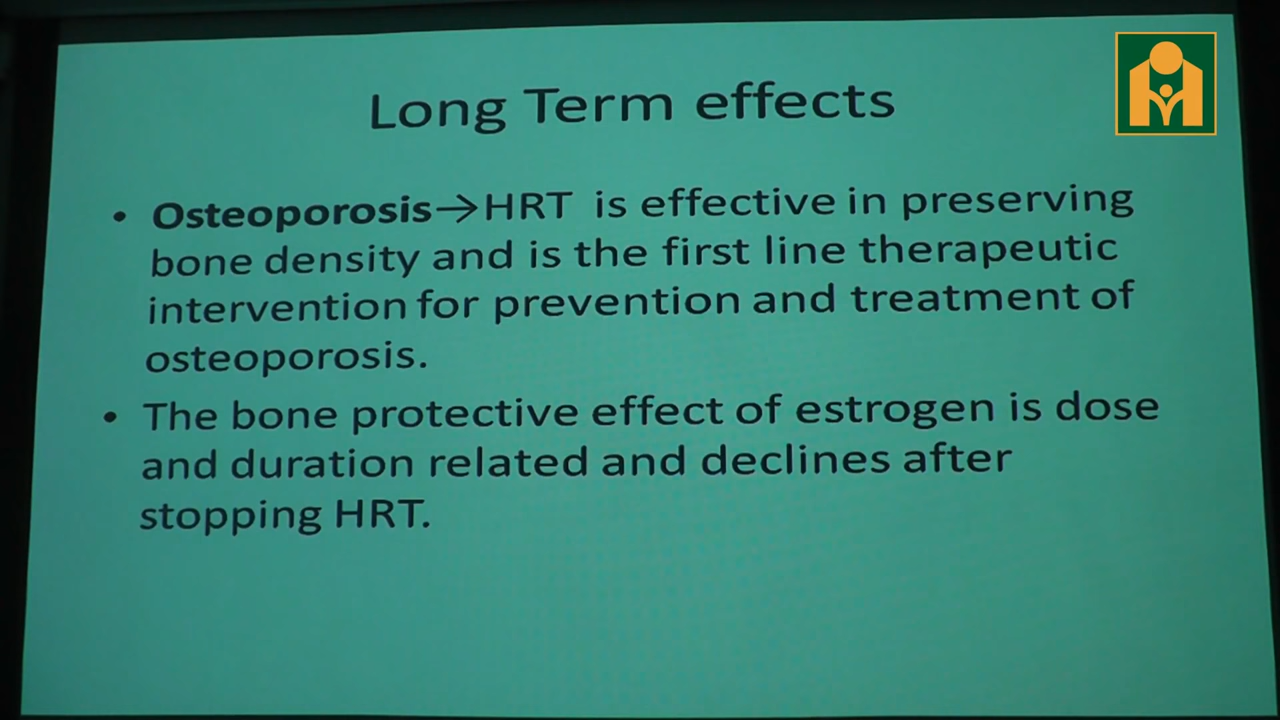 Long Term effects
• Osteoporosis→HRT is effective in preserving
bone density and is the first line therapeutic
intervention for prevention and treatment of
osteoporosis.
• The bone protective effect of estrogen is dose
and duration related and declines after
stopping HRT.